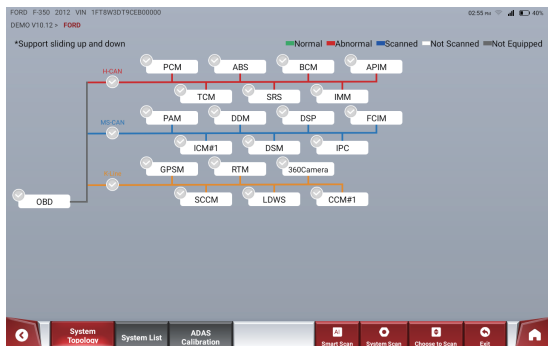 FORD F-350 2012 VIN 1FT8W3DT9CEB00000 02:55 PM 40%
DEMO V10.12 > FORD
*Support sliding up and down Normal Abnormal Scanned Not Scanned Not Equipped
PCM ABS BCM APIM
H-CAN
TCM SRS IMM
PAM DDM DSP FCIM
MS-CAN
ICM#1 DSM IPC
GPSM RTM 360Camera
SCCM LDWS CCM#1
OBD
System Topology System List ADAS Calibration Smart Scan System Scan Choose to Scan Exit